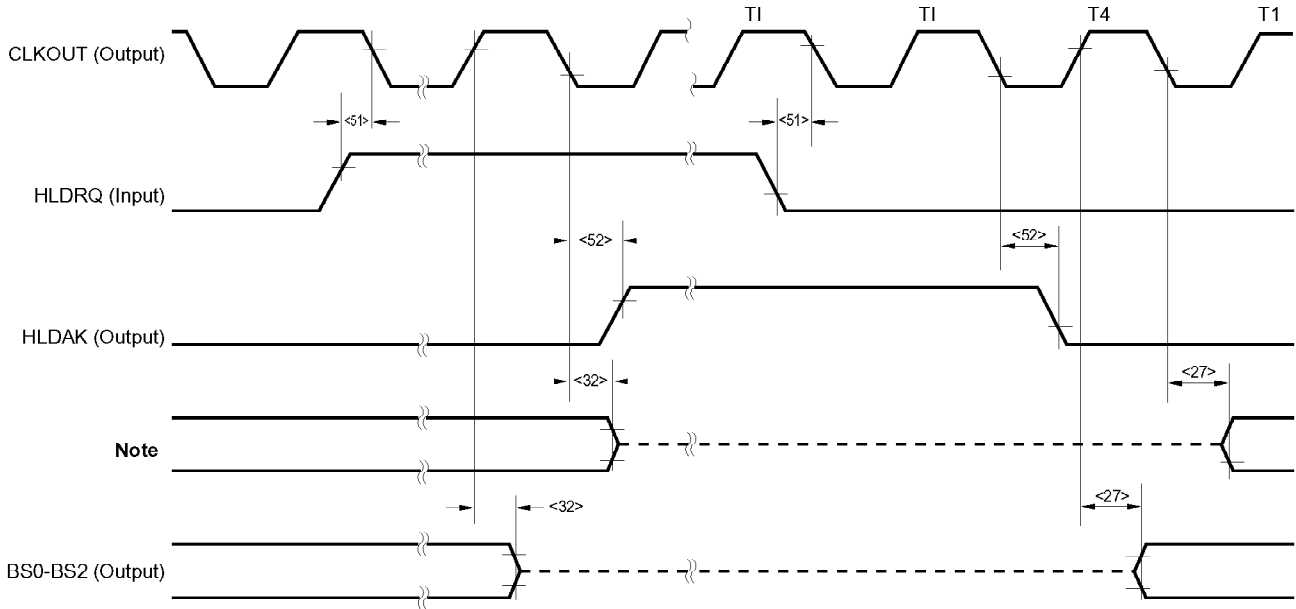 TI TI T4 T1
CLKOUT (Output)
<51> <51>
HLDRQ (Input)
<52> <52>
HLDAK (Output)
<32> <27>
Note
<32> <27>
BS0-BS2 (Output)